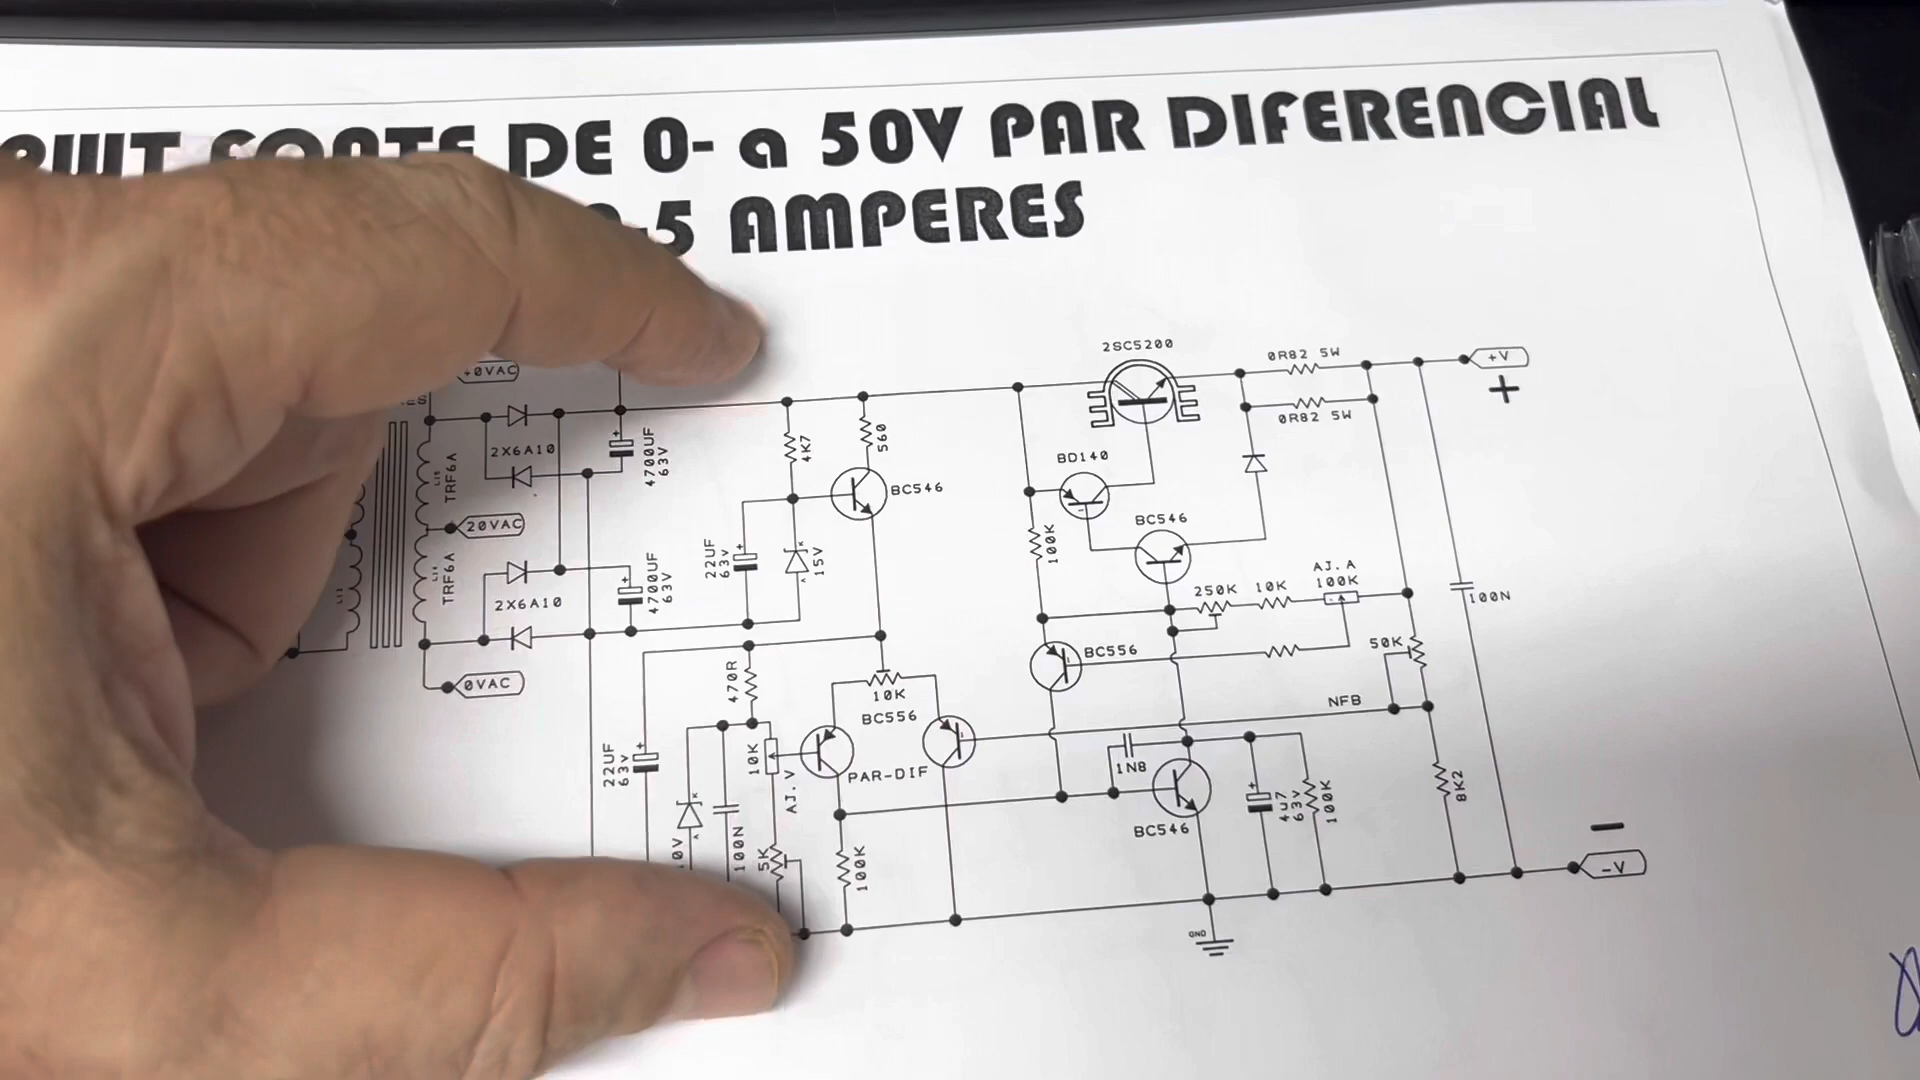 DE 0- a 50V PAR DIFERENCIAL
-5 AMPERES
+0VAC
2X6A10
TRF6A
4700UF
63V
20VAC
2X6A10
TRF6A
4700UF
63V
0VAC
4K7
560
BC546
22UF
63V
15V
470R
10K
BC556
PAR-DIF
22UF
63V
10K
AJ.V
100N
5K
100K
2SC5200
0R82 5W
0R82 5W
+V
+
BD140
BC546
100K
250K
10K
AJ.A
100K
100N
BC556
50K
NFB
1N8
BC546
4u7
63V
100K
8K2
-
-V
GND